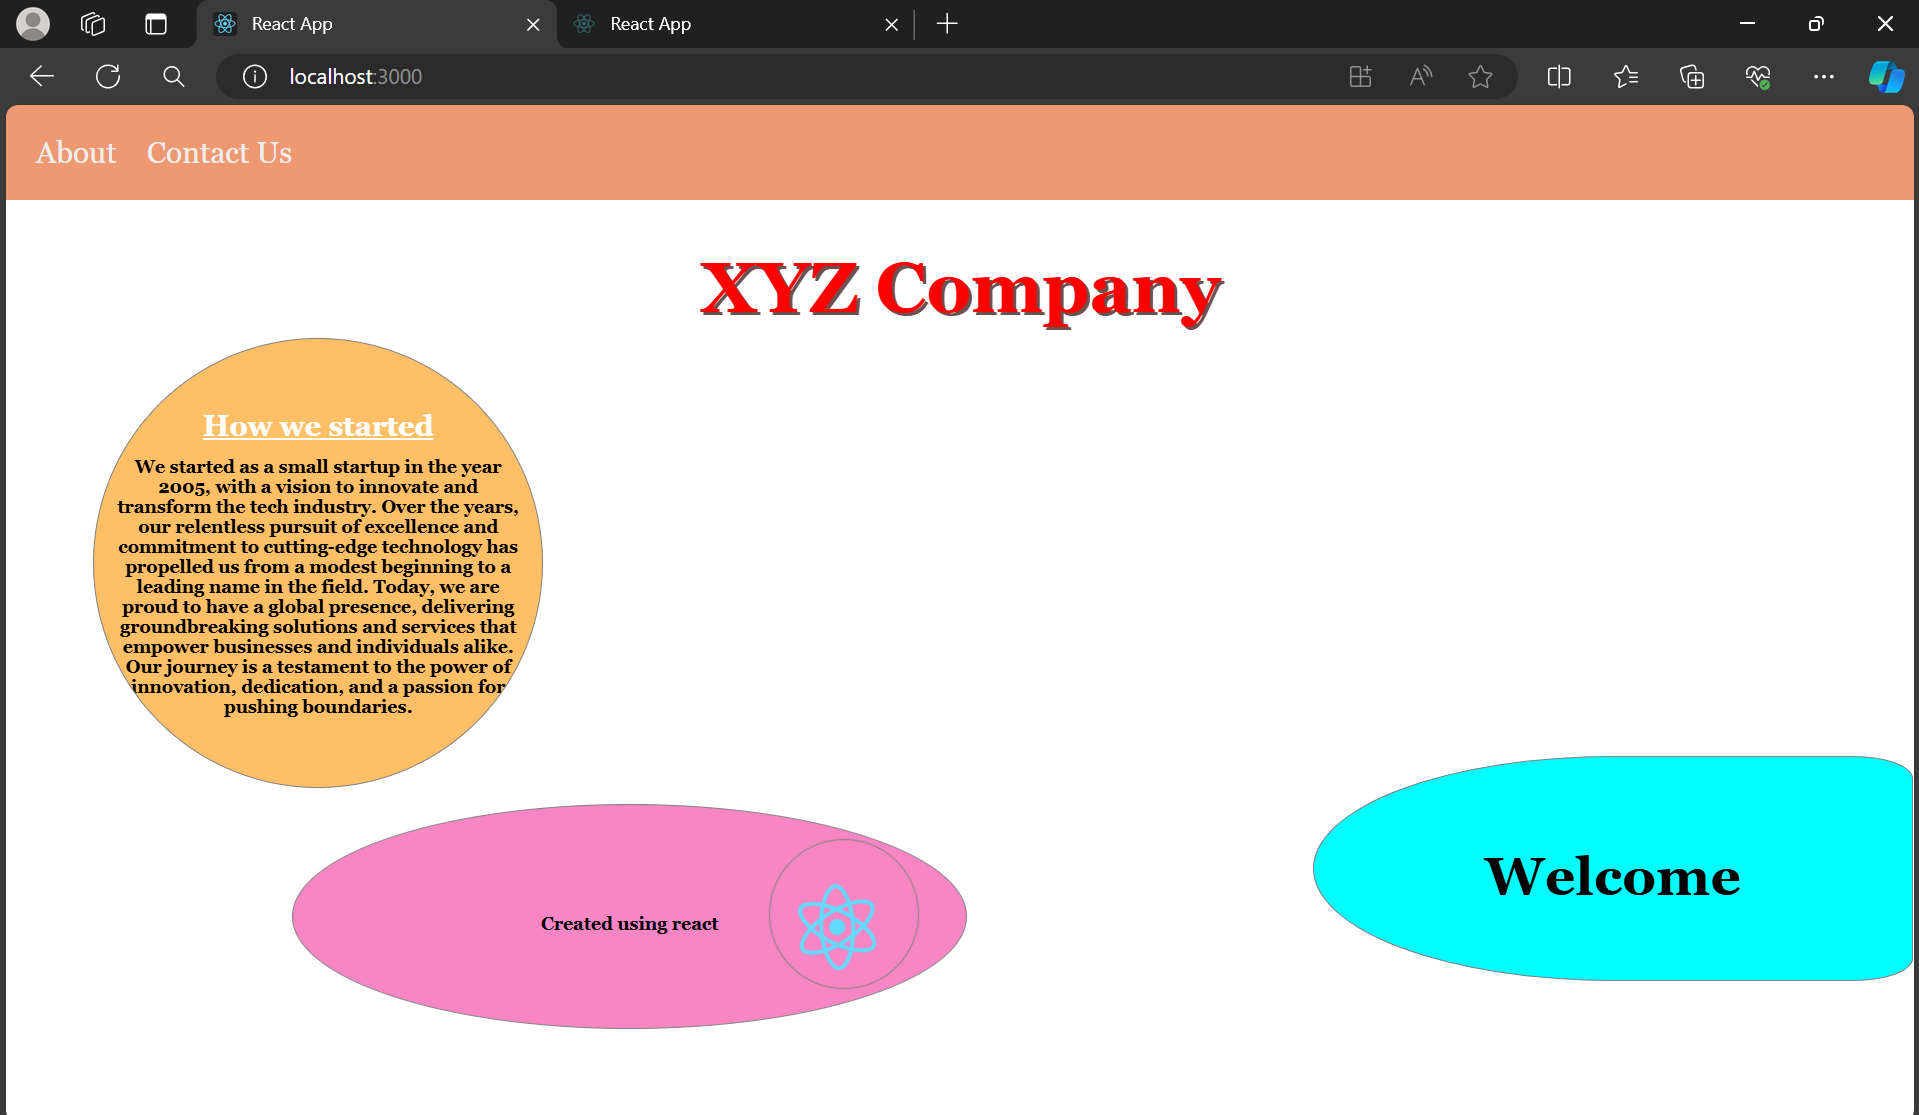 React App
React App
localhost:3000
About
Contact Us
XYZ Company
How we started
We started as a small startup in the year
2005, with a vision to innovate and
transform the tech industry. Over the years,
our relentless pursuit of excellence and
commitment to cutting-edge technology has
propelled us from a modest beginning to a
leading name in the field. Today, we are
proud to have a global presence, delivering
groundbreaking solutions and services that
empower businesses and individuals alike.
Our journey is a testament to the power of
innovation, dedication, and a passion for
pushing boundaries.
Welcome
Created using react